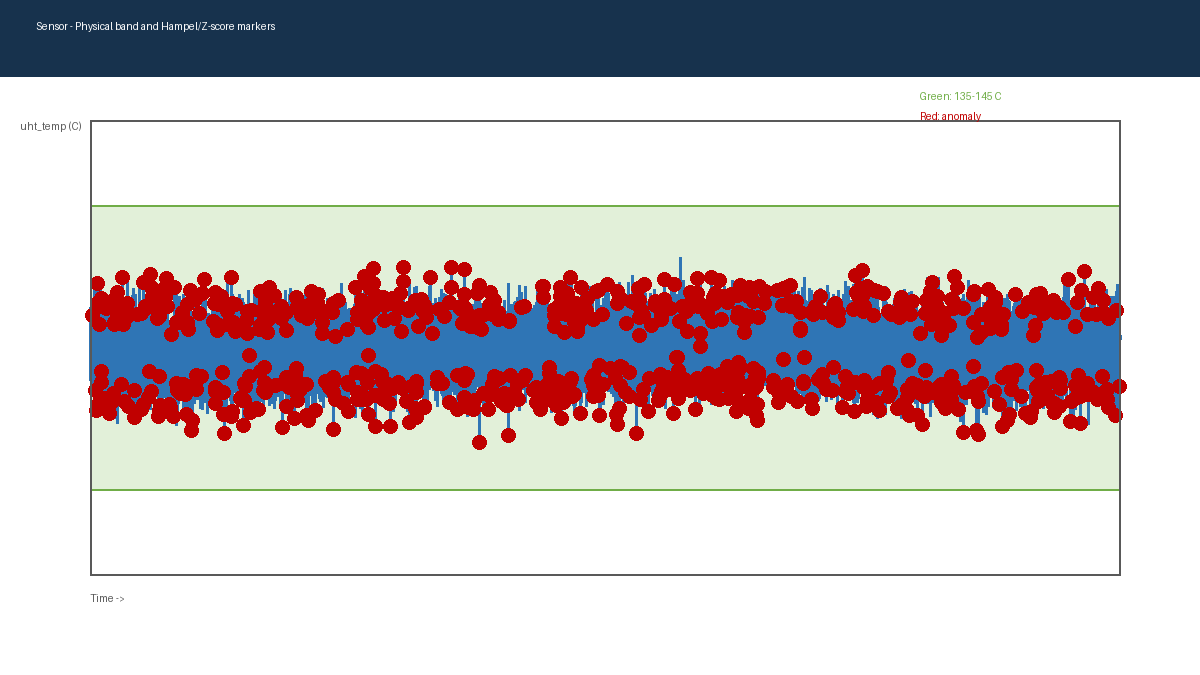 Sensor - Physical band and Hampel/Z-score markers
Green: 135-145 C
Red: anomaly
uht_temp (C)
Time ->